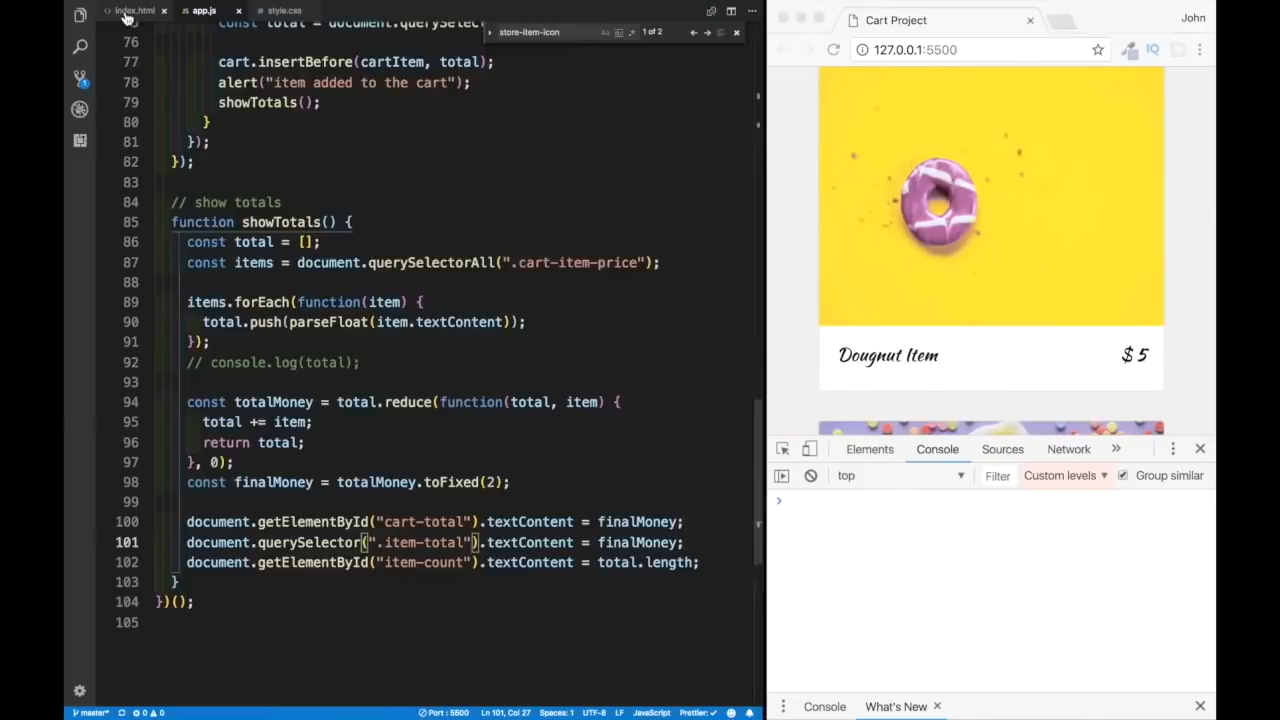 index.html × JS app.js × # style.css
store-item-icon Aa 1 of 2
const total = document.querySelec
76
77 cart.insertBefore(cartItem, total);
78 alert("item added to the cart");
79 showTotals();
80 }
81 });
82 });
83
84 // show totals
85 function showTotals() {
86 const total = [];
87 const items = document.querySelectorAll(".cart-item-price");
88
89 items.forEach(function(item) {
90 total.push(parseFloat(item.textContent));
91 });
92 // console.log(total);
93
94 const totalMoney = total.reduce(function(total, item) {
95 total += item;
96 return total;
97 }, 0);
98 const finalMoney = totalMoney.toFixed(2);
99
100 document.getElementById("cart-total").textContent = finalMoney;
101 document.querySelector(".item-total").textContent = finalMoney;
102 document.getElementById("item-count").textContent = total.length;
103 }
104 })();
105
1
master* 0 0 Port : 5500 Ln 101, Col 27 Spaces: 1 UTF-8 LF JavaScript Prettier: ✓
Cart Project × John
127.0.0.1:5500 IQ
Dougnut Item $ 5
Elements Console Sources Network »
top Filter Custom levels Group similar
›
Console What's New ×